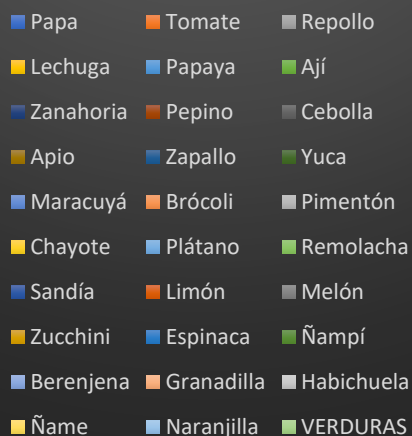 Papa Tomate Repollo
Lechuga Papaya Ají
Zanahoria Pepino Cebolla
Apio Zapallo Yuca
Maracuyá Brócoli Pimentón
Chayote Plátano Remolacha
Sandía Limón Melón
Zucchini Espinaca Ñampí
Berenjena Granadilla Habichuela
Ñame Naranjilla VERDURAS